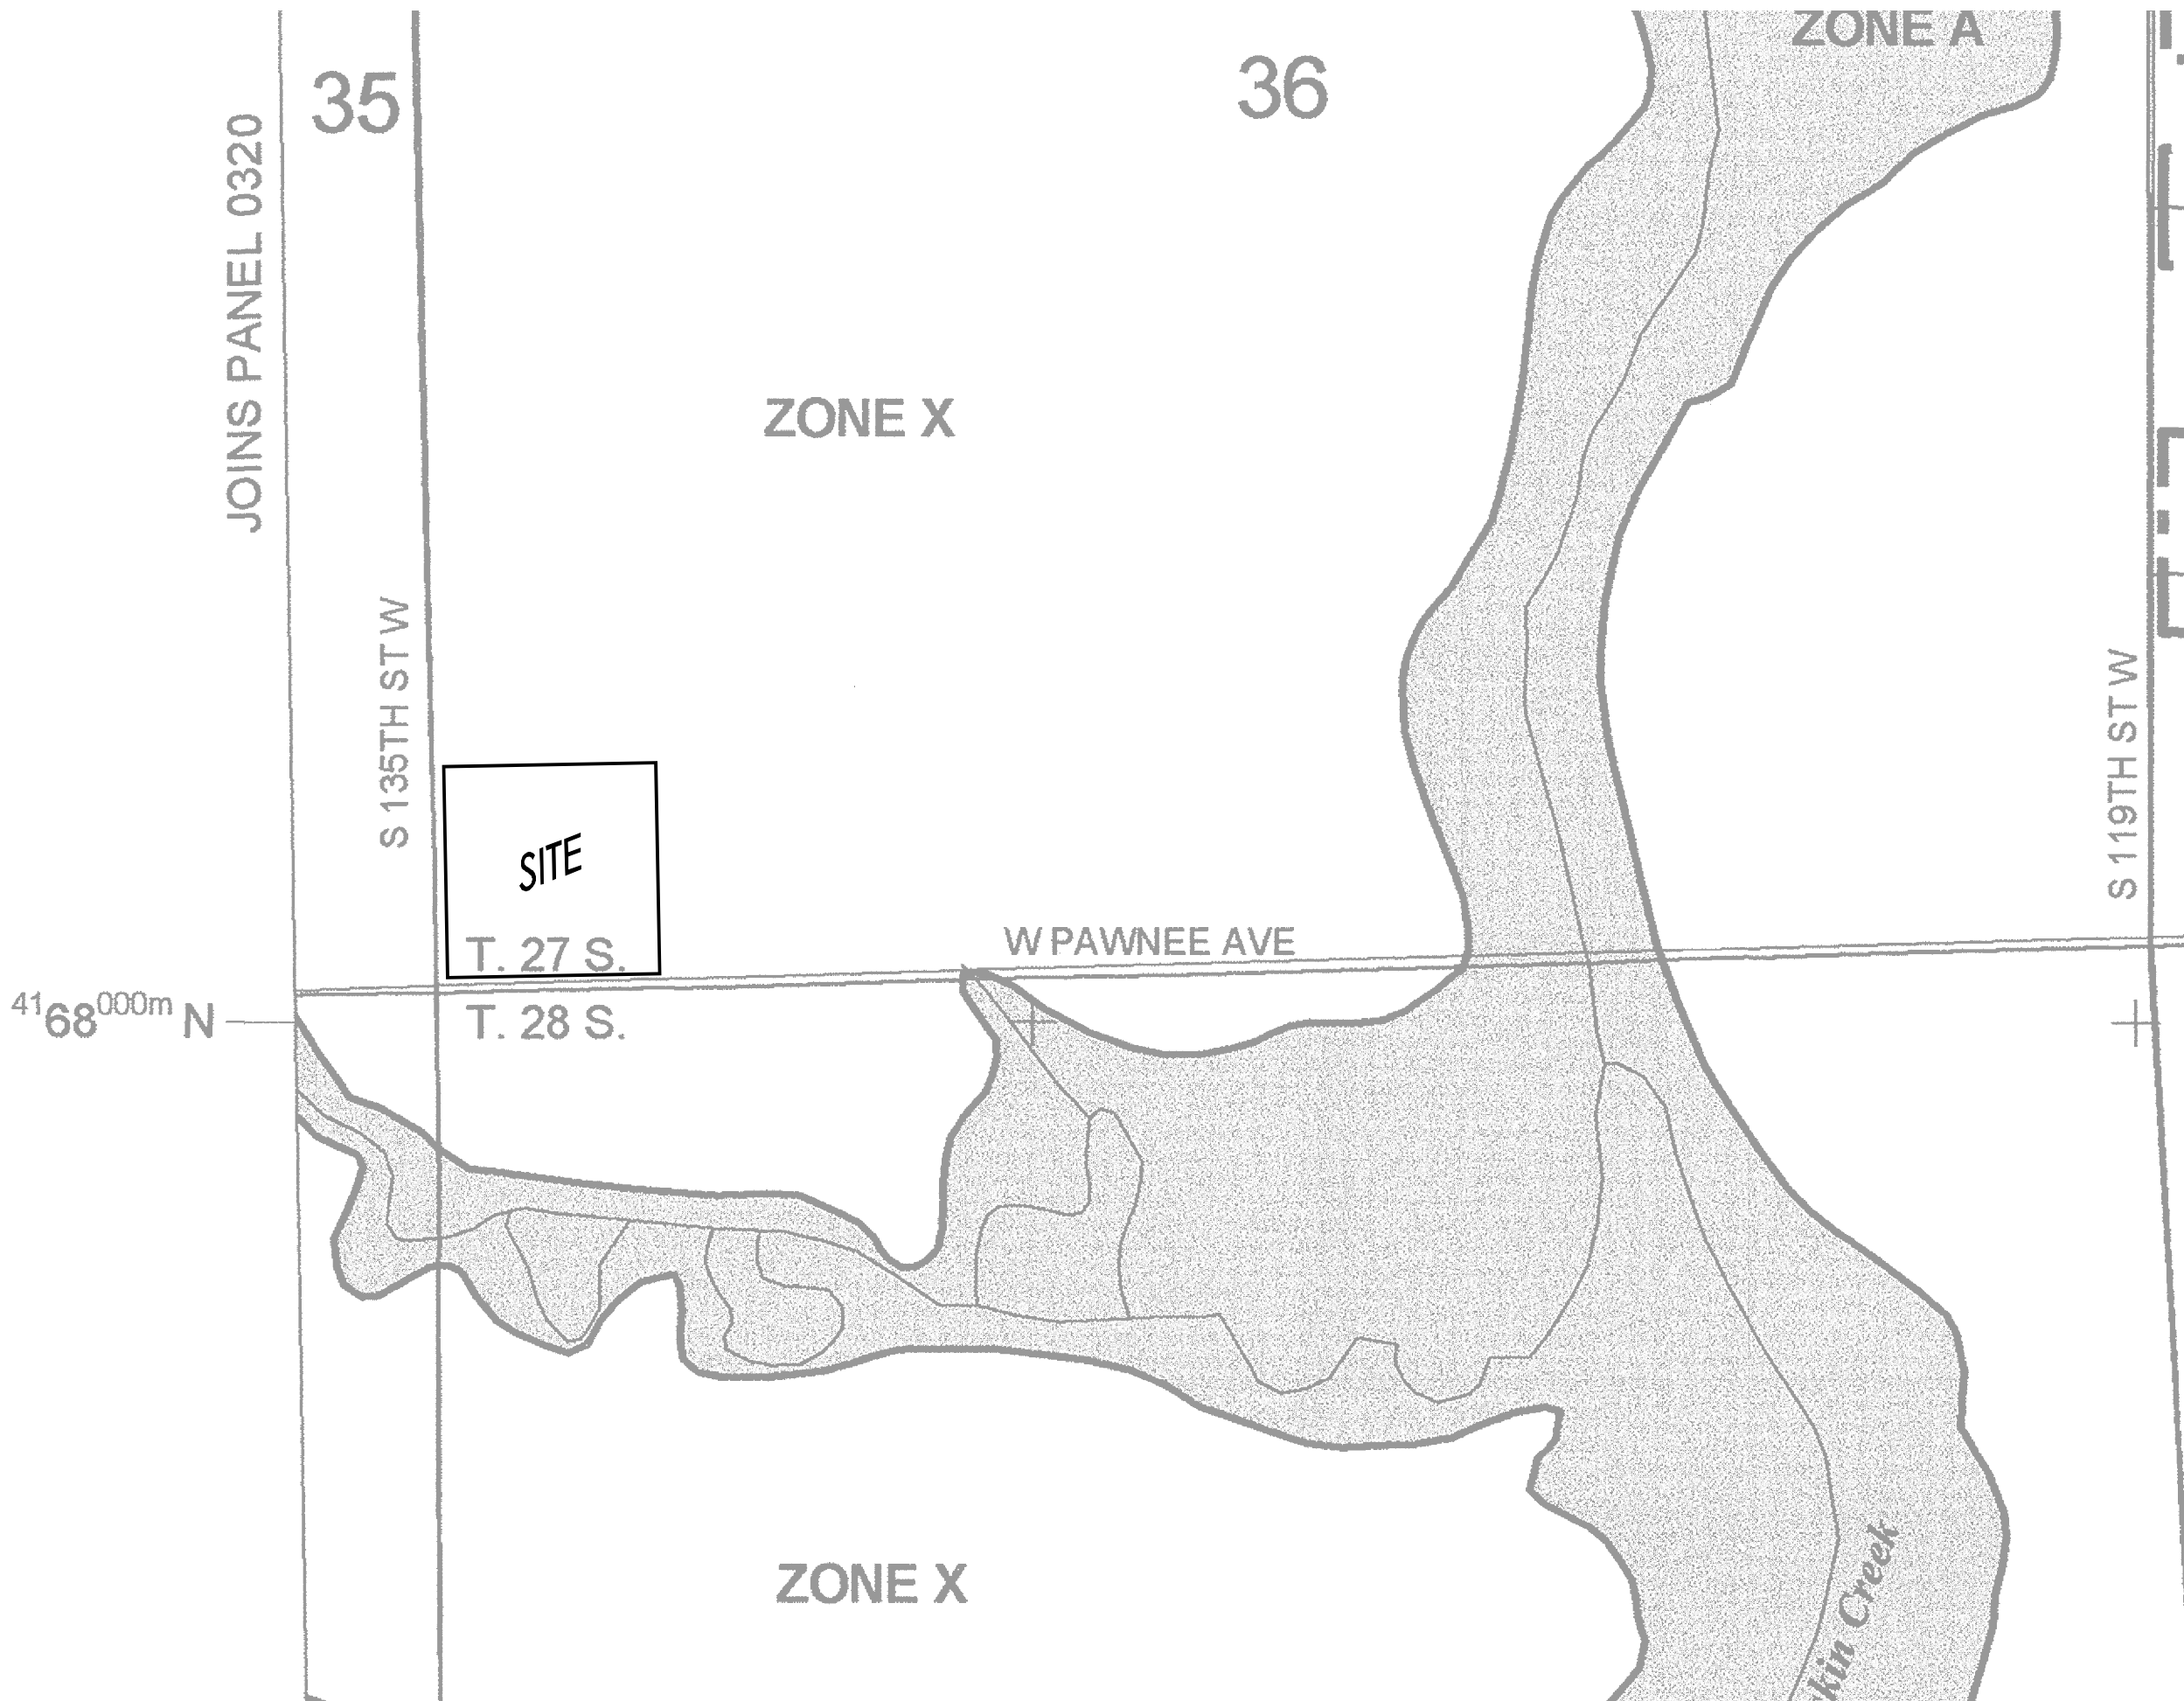 ZONE A
35
36
JOINS PANEL 0320
ZONE X
S 135TH ST W
S 119TH ST W
SITE
W PAWNEE AVE
T. 27 S.
4168000m N
T. 28 S.
ZONE X
Creek